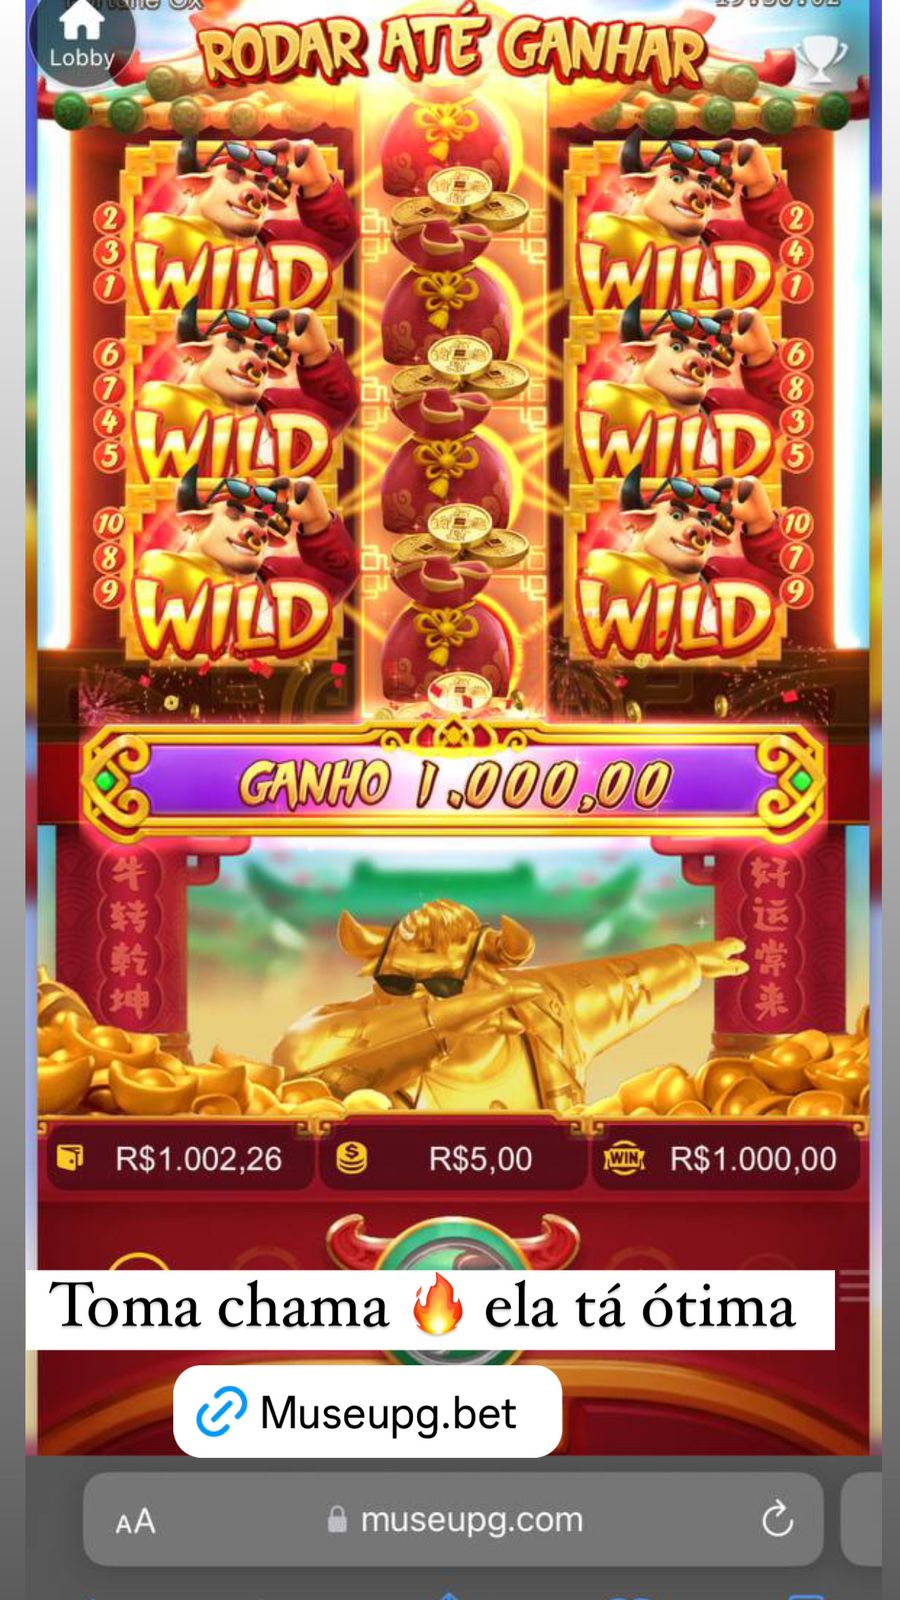 Fortune Ox
Lobby
RODAR ATÉ GANHAR
WILD
WILD
2
3
1
2
4
1
WILD
WILD
6
7
4
5
6
8
3
5
WILD
WILD
10
8
9
10
7
9
GANHO 1.000,00
牛转乾坤
好运常来
R$1.002,26
R$5,00
WIN
R$1.000,00
Toma chama 🔥 ela tá ótima
Museupg.bet
AA
museupg.com